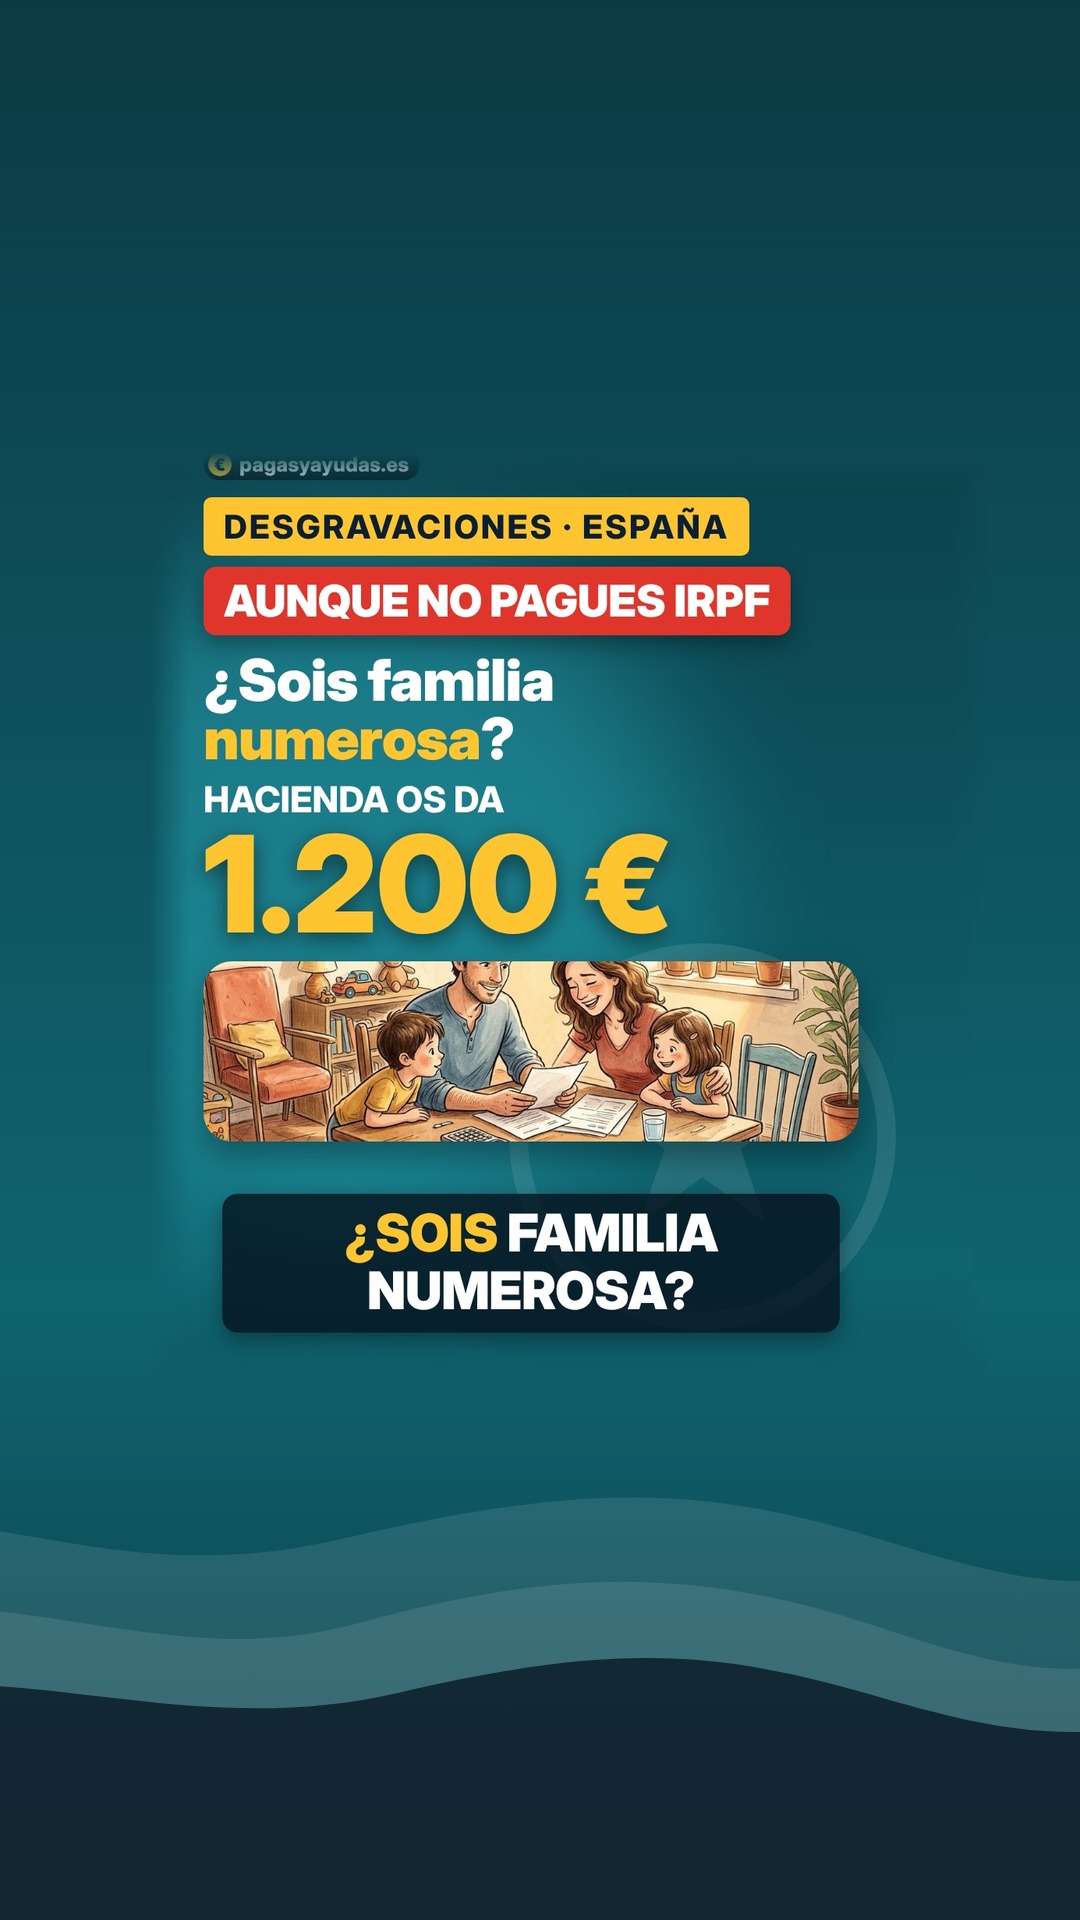 € pagasyayudas.es
DESGRAVACIONES · ESPAÑA
AUNQUE NO PAGUES IRPF
¿Sois familia
numerosa?
HACIENDA OS DA
1.200 €
¿SOIS FAMILIA
NUMEROSA?